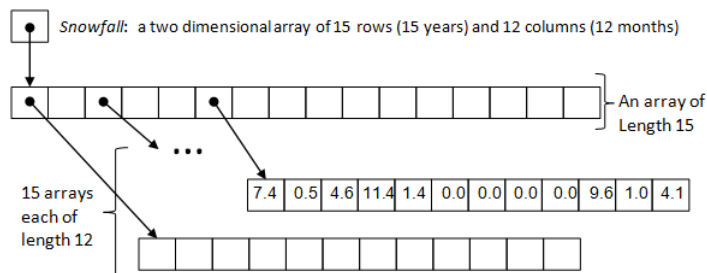 Snowfall: a two dimensional array of 15 rows (15 years) and 12 columns (12 months)
An array of
Length 15
...
7.4 0.5 4.6 11.4 1.4 0.0 0.0 0.0 0.0 9.6 1.0 4.1
15 arrays
each of
length 12